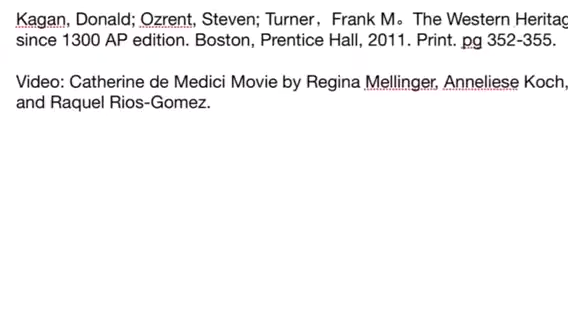 Kagan, Donald; Ozrent, Steven; Turner， Frank M。 The Western Heritag
since 1300 AP edition. Boston, Prentice Hall, 2011. Print. pg 352-355.
Video: Catherine de Medici Movie by Regina Mellinger, Anneliese Koch,
and Raquel Rios-Gomez.